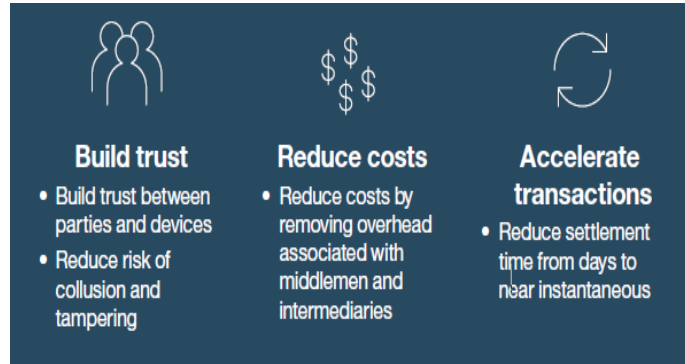 $ $ $ $
Build trust
• Build trust between
parties and devices
• Reduce risk of
collusion and
tampering
Reduce costs
• Reduce costs by
removing overhead
associated with
middlemen and
intermediaries
Accelerate
transactions
• Reduce settlement
time from days to
near instantaneous